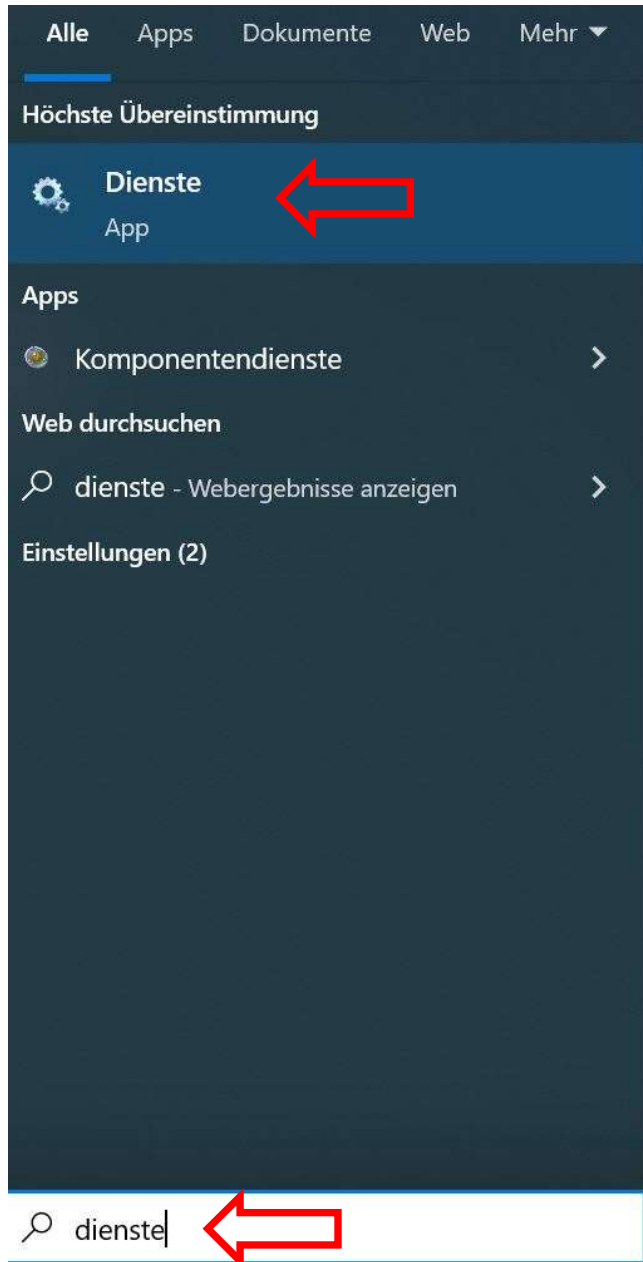 Alle Apps Dokumente Web Mehr
Höchste Übereinstimmung
Dienste
App
Apps
Komponentendienste
Web durchsuchen
dienste - Webergebnisse anzeigen
Einstellungen (2)
dienste